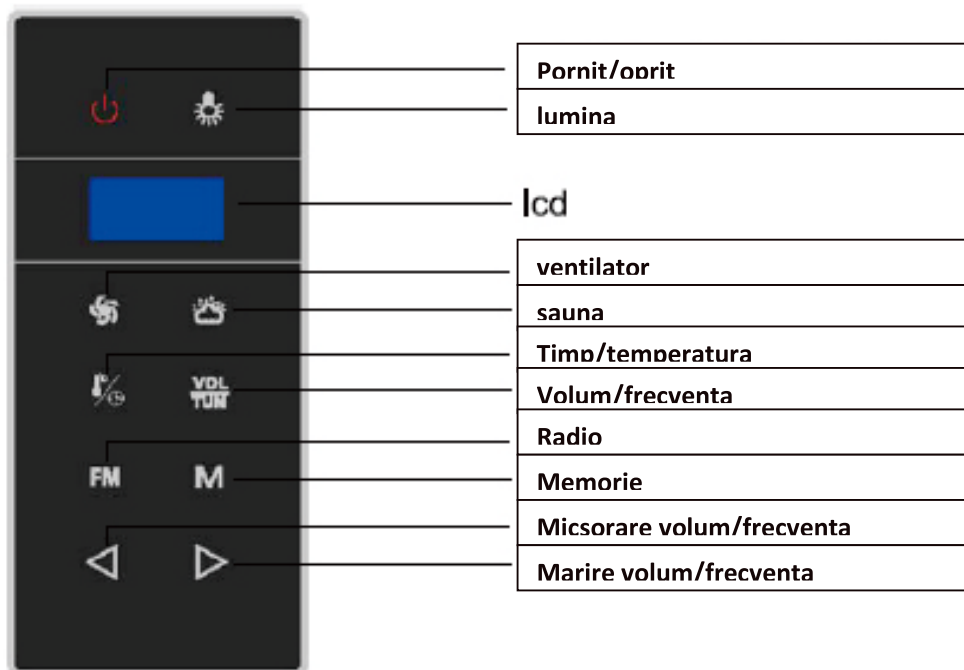 Pornit/oprit
lumina
lcd
ventilator
sauna
Timp/temperatura
VOL
TUN
Volum/frecventa
Radio
FM
M
Memorie
Micsorare volum/frecventa
Marire volum/frecventa